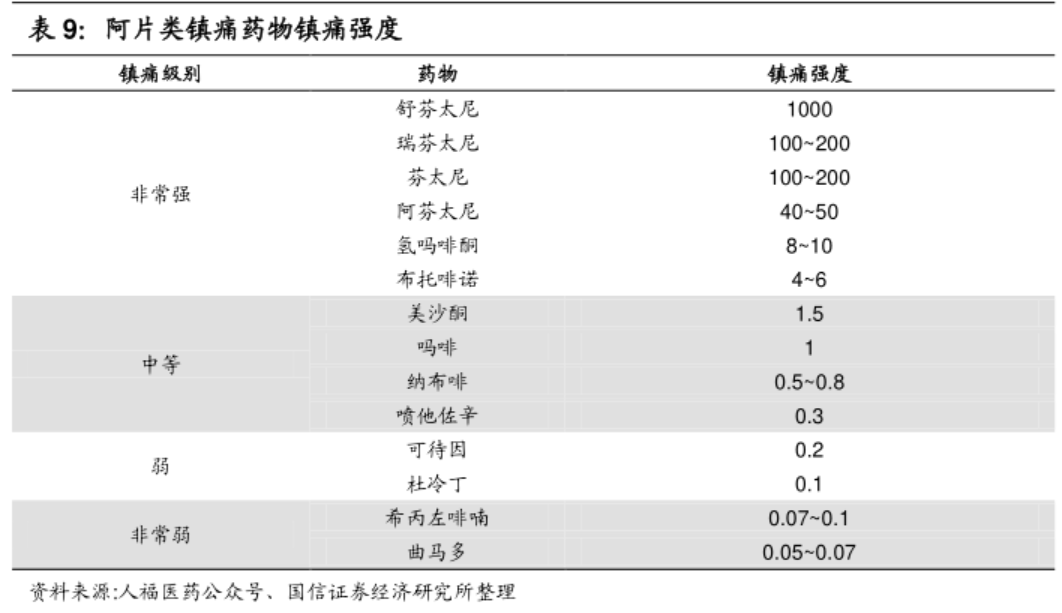 表 9: 阿片类镇痛药物镇痛强度
镇痛级别 药物 镇痛强度
非常强 舒芬太尼 1000
瑞芬太尼 100~200
芬太尼 100~200
阿芬太尼 40~50
氢吗啡酮 8~10
布托啡诺 4~6
中等 美沙酮 1.5
吗啡 1
纳布啡 0.5~0.8
喷他佐辛 0.3
弱 可待因 0.2
杜冷丁 0.1
非常弱 希丙左啡喃 0.07~0.1
曲马多 0.05~0.07
资料来源:人福医药公众号、国信证券经济研究所整理